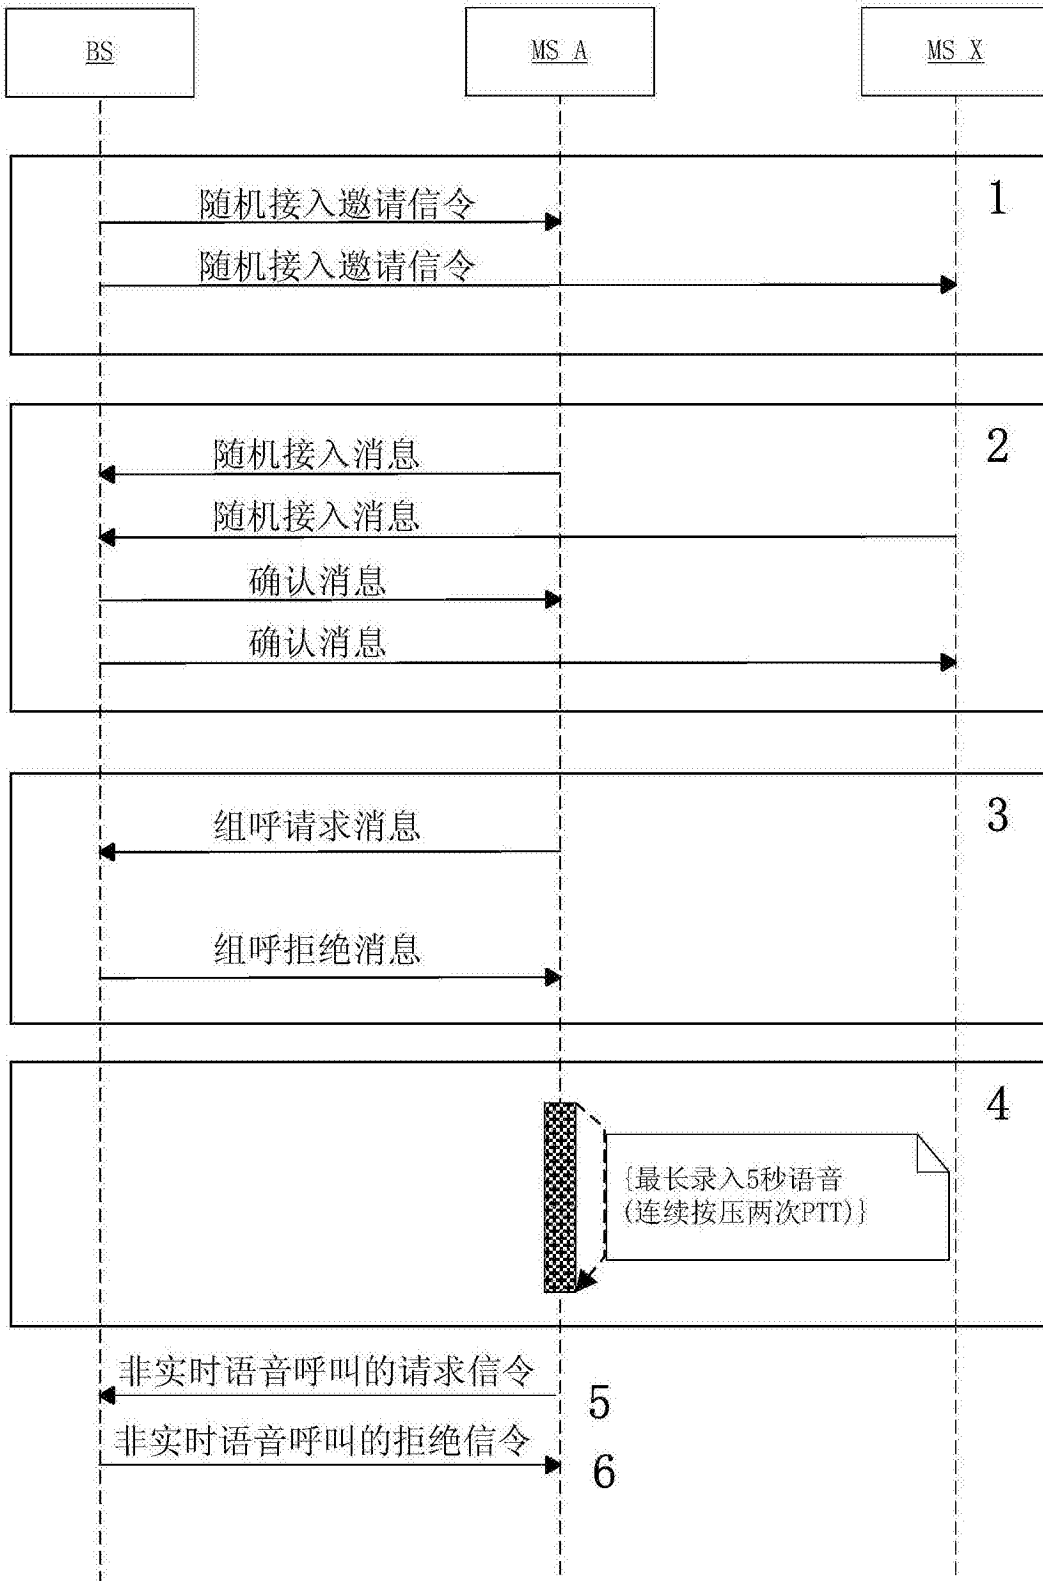 BS
MS A
MS X
1
随机接入邀请信令
随机接入邀请信令
2
随机接入消息
随机接入消息
确认消息
确认消息
3
组呼请求消息
组呼拒绝消息
4
{最长录入5秒语音
(连续按压两次PTT)}
非实时语音呼叫的请求信令
5
非实时语音呼叫的拒绝信令
6